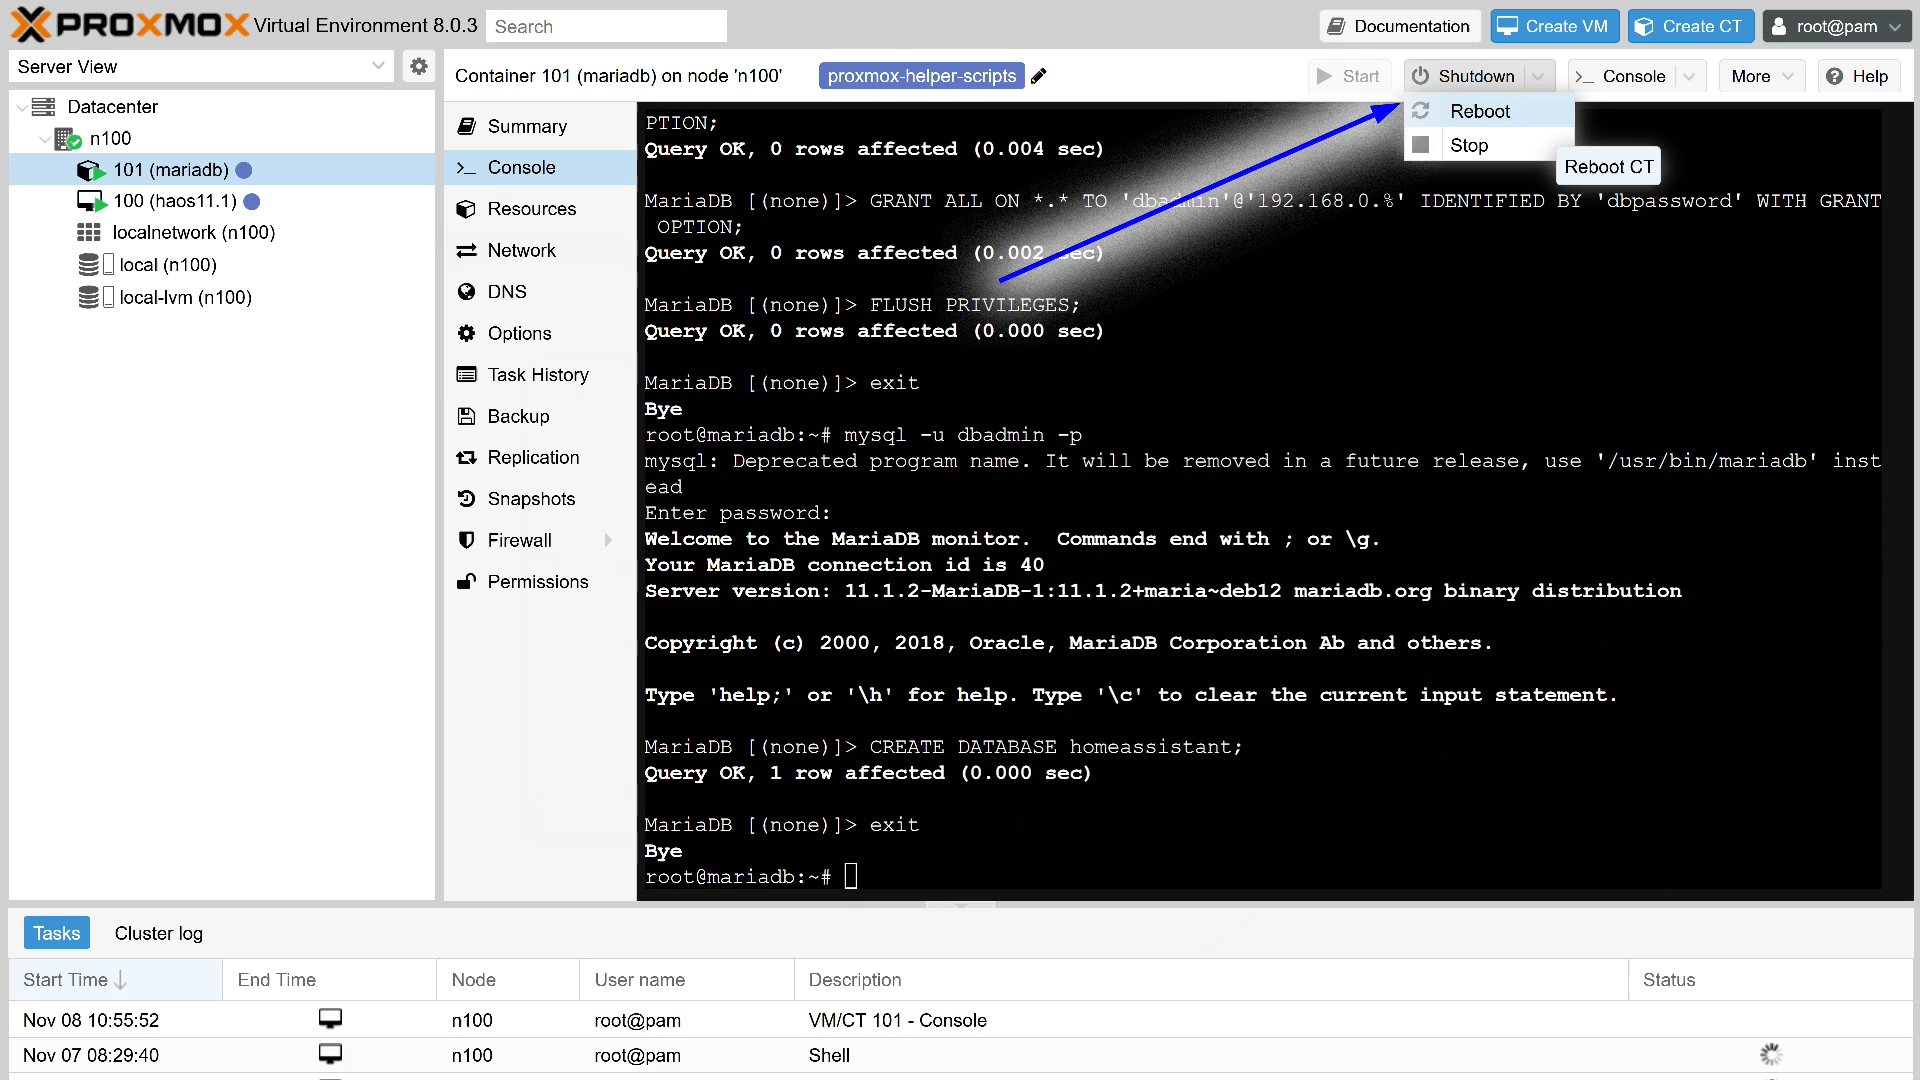 PROXMOX Virtual Environment 8.0.3 Search Documentation Create VM Create CT root@pam
Server View
Container 101 (mariadb) on node 'n100' proxmox-helper-scripts Start Shutdown >_ Console More Help
Reboot
Stop
Reboot CT
Datacenter
n100
101 (mariadb)
100 (haos11.1)
localnetwork (n100)
local (n100)
local-lvm (n100)
Summary
>_ Console
Resources
Network
DNS
Options
Task History
Backup
Replication
Snapshots
Firewall
Permissions
PTION;
Query OK, 0 rows affected (0.004 sec)
MariaDB [(none)]> GRANT ALL ON *.* TO 'dbadmin'@'192.168.0.%' IDENTIFIED BY 'dbpassword' WITH GRANT
OPTION;
Query OK, 0 rows affected (0.002 sec)
MariaDB [(none)]> FLUSH PRIVILEGES;
Query OK, 0 rows affected (0.000 sec)
MariaDB [(none)]> exit
Bye
root@mariadb:~# mysql -u dbadmin -p
mysql: Deprecated program name. It will be removed in a future release, use '/usr/bin/mariadb' inst
ead
Enter password:
Welcome to the MariaDB monitor.  Commands end with ; or \g.
Your MariaDB connection id is 40
Server version: 11.1.2-MariaDB-1:11.1.2+maria~deb12 mariadb.org binary distribution
Copyright (c) 2000, 2018, Oracle, MariaDB Corporation Ab and others.
Type 'help;' or '\h' for help. Type '\c' to clear the current input statement.
MariaDB [(none)]> CREATE DATABASE homeassistant;
Query OK, 1 row affected (0.000 sec)
MariaDB [(none)]> exit
Bye
root@mariadb:~#
Tasks Cluster log
Start Time End Time Node User name Description Status
Nov 08 10:55:52 n100 root@pam VM/CT 101 - Console
Nov 07 08:29:40 n100 root@pam Shell